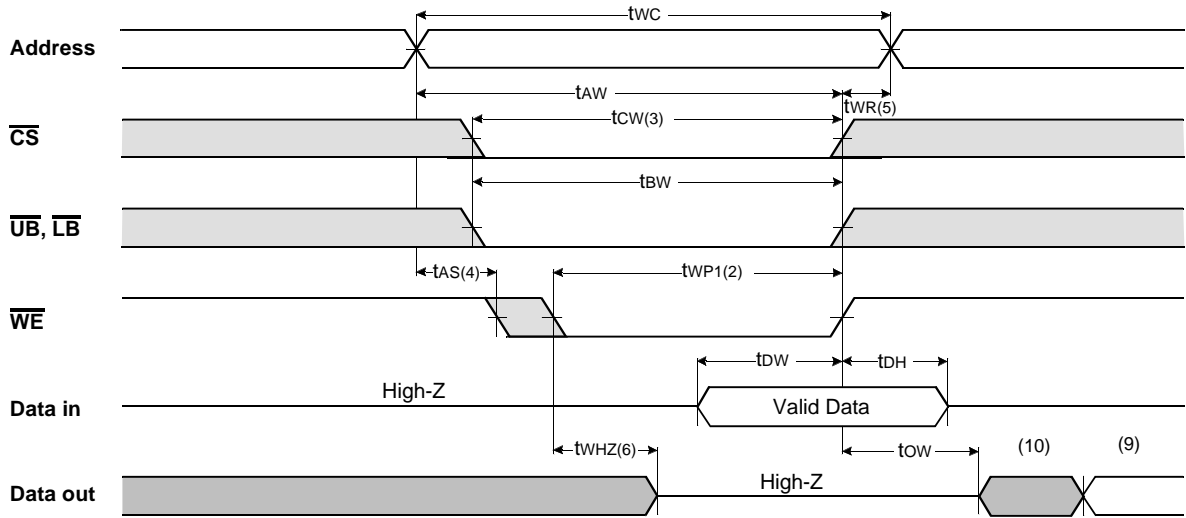 tWC
Address
tAW
tWR(5)
tCW(3)
CS
tBW
UB, LB
tAS(4)
tWP1(2)
WE
tDW
tDH
High-Z
Data in
Valid Data
tWHZ(6)
tOW
(10)
(9)
High-Z
Data out